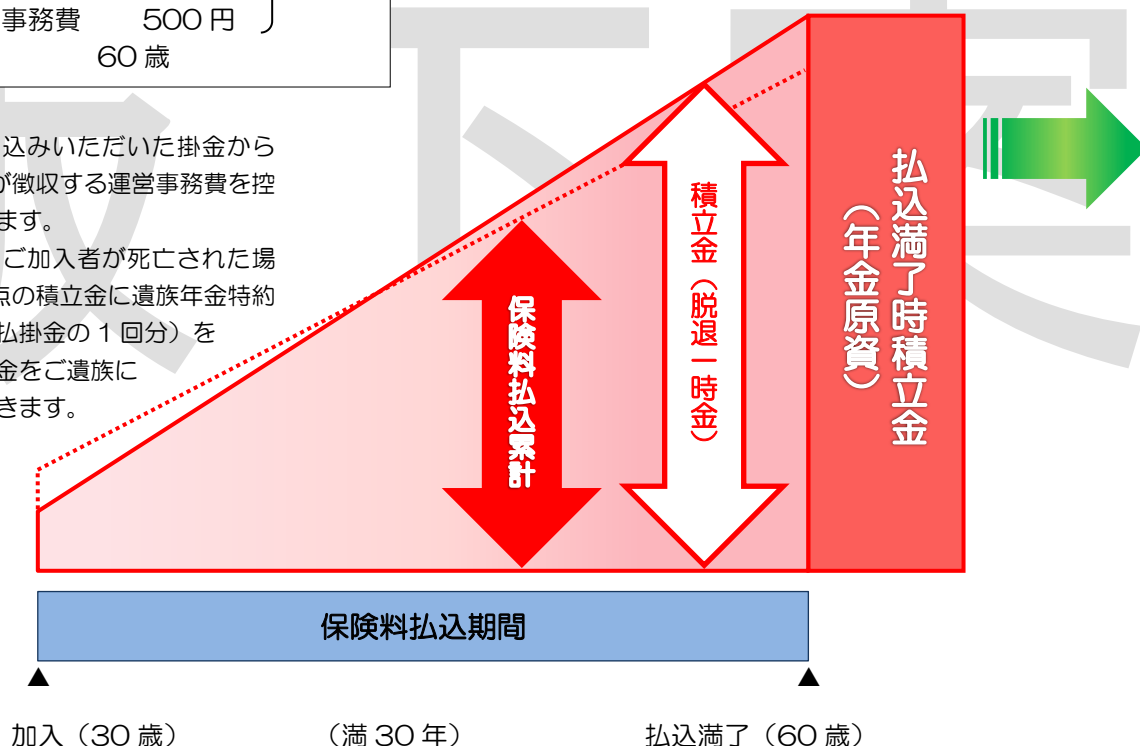 事務費 500円
60歳
込みいただいた掛金から
が徴収する運営事務費を控
ます。
ご加入者が死亡された場
点の積立金に遺族年金特約
払掛金の1回分）を
金をご遺族に
きます。
保険料払込累計
積立金（脱退一時金）
払込満了時積立金
（年金原資）
保険料払込期間
▲ ▲
加入（30歳） （満30年） 払込満了（60歳）